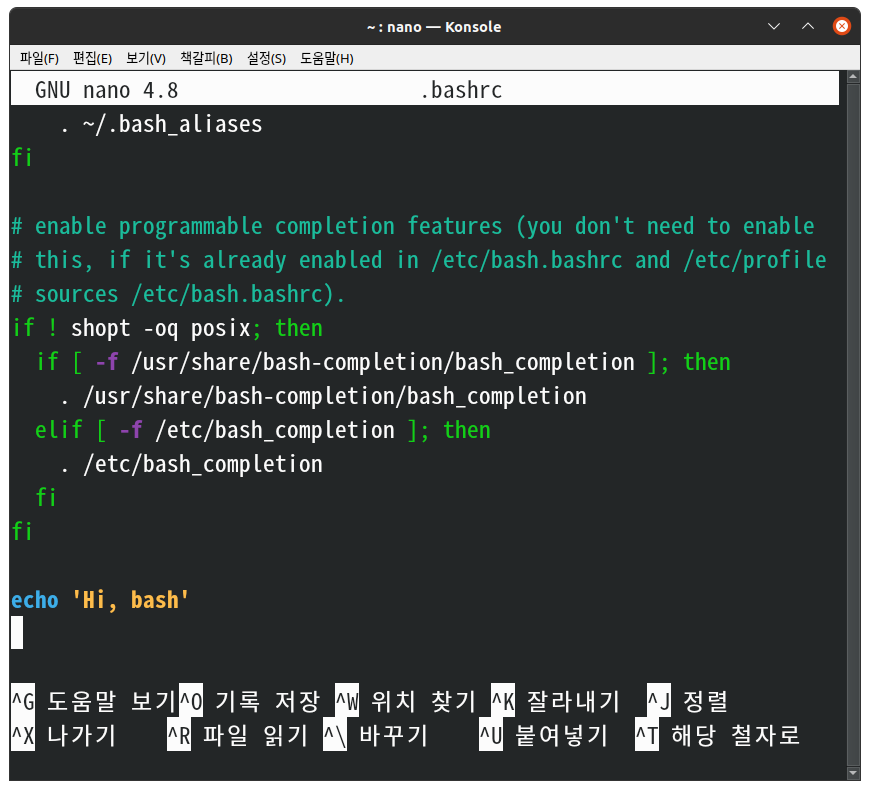 ~ : nano — Konsole
파일(F) 편집(E) 보기(V) 책갈피(B) 설정(S) 도움말(H)
GNU nano 4.8 .bashrc
. ~/.bash_aliases
fi
# enable programmable completion features (you don't need to enable
# this, if it's already enabled in /etc/bash.bashrc and /etc/profile
# sources /etc/bash.bashrc).
if ! shopt -oq posix; then
if [ -f /usr/share/bash-completion/bash_completion ]; then
. /usr/share/bash-completion/bash_completion
elif [ -f /etc/bash_completion ]; then
. /etc/bash_completion
fi
fi
echo 'Hi, bash'
^G 도움말 보기 ^O 기록 저장 ^W 위치 찾기 ^K 잘라내기 ^J 정렬
^X 나가기 ^R 파일 읽기 ^\ 바꾸기 ^U 붙여넣기 ^T 해당 철자로